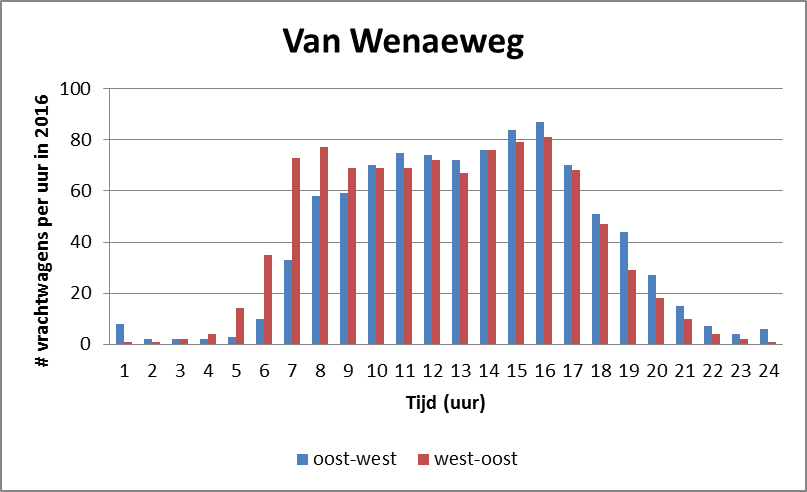 Van Wenaeweg
# vrachtwagens per uur in 2016
100
80
60
40
20
0
1 2 3 4 5 6 7 8 9 10 11 12 13 14 15 16 17 18 19 20 21 22 23 24
Tijd (uur)
oost-west west-oost